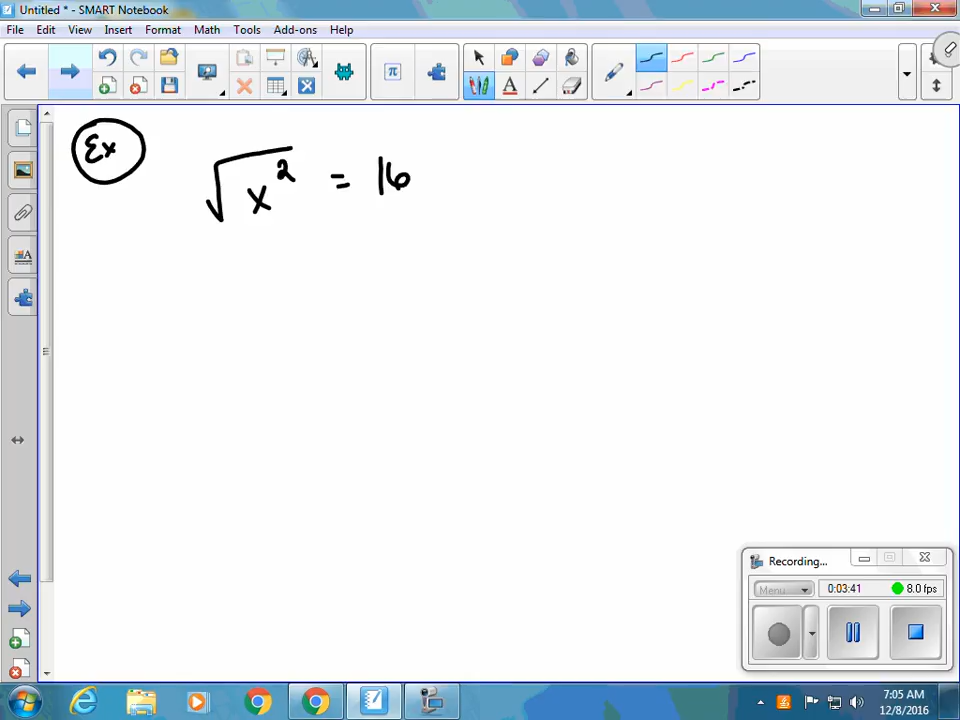 Untitled * - SMART Notebook
File Edit View Insert Format Math Tools Add-ons Help
π
A
Ex
√x² = 16
Recording...
Menu
0:03:41
8.0 fps
7:05 AM
12/8/2016